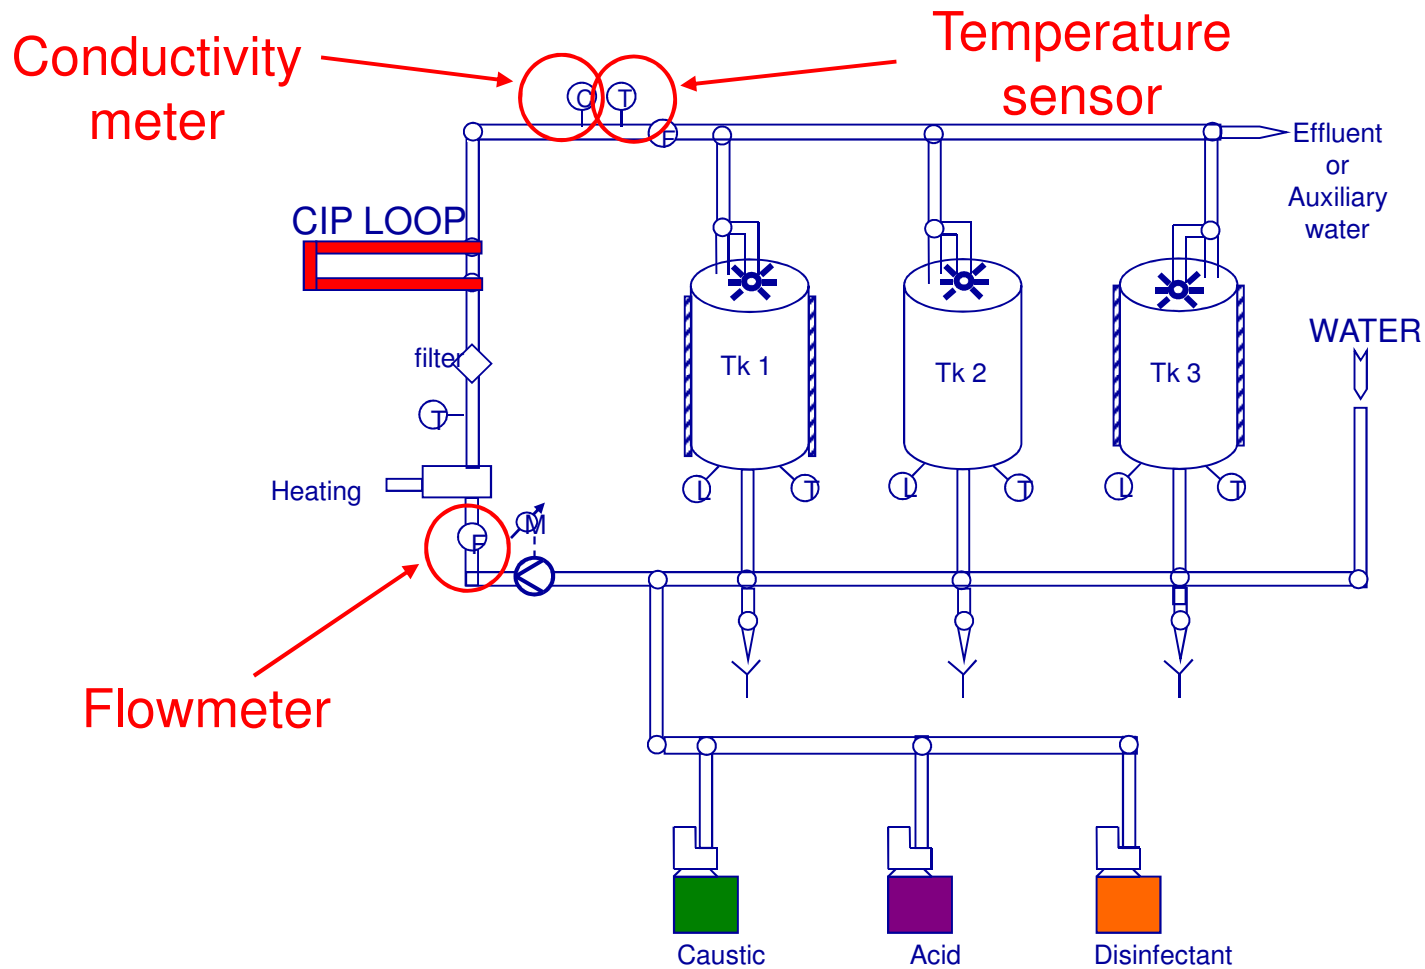 Conductivity
meter
Temperature
sensor
C
T
F
Effluent
or
Auxiliary
water
CIP LOOP
WATER
filter
Tk 1
Tk 2
Tk 3
T
Heating
L
T
L
T
L
T
M
F
Flowmeter
Caustic
Acid
Disinfectant